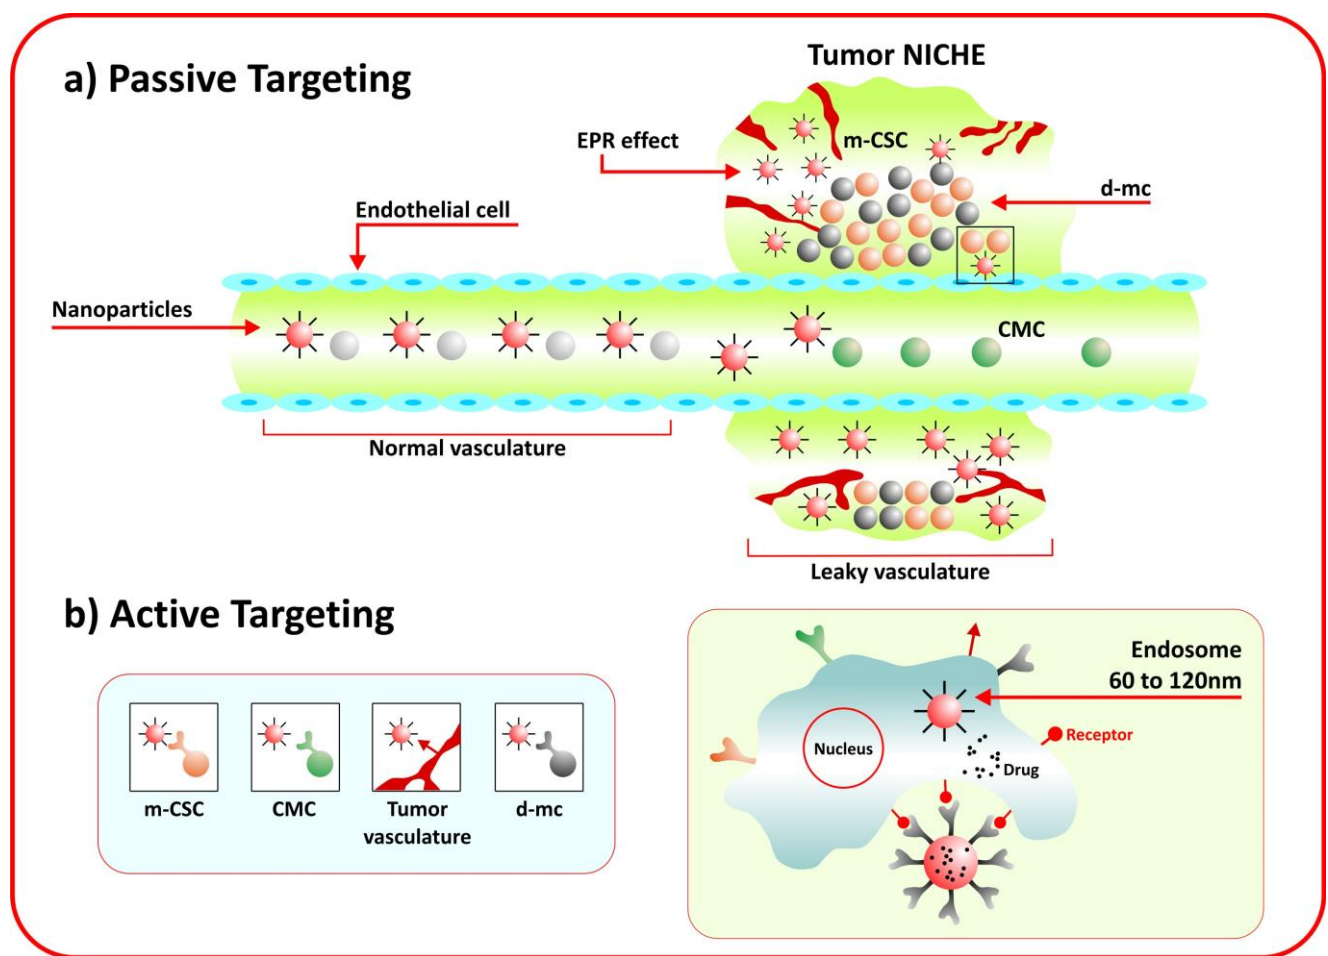 a) Passive Targeting
Tumor NICHE
EPR effect
m-CSC
d-mc
Endothelial cell
Nanoparticles
CMC
Normal vasculature
Leaky vasculature
b) Active Targeting
m-CSC
CMC
Tumor
vasculature
d-mc
Endosome
60 to 120nm
Receptor
Nucleus
Drug